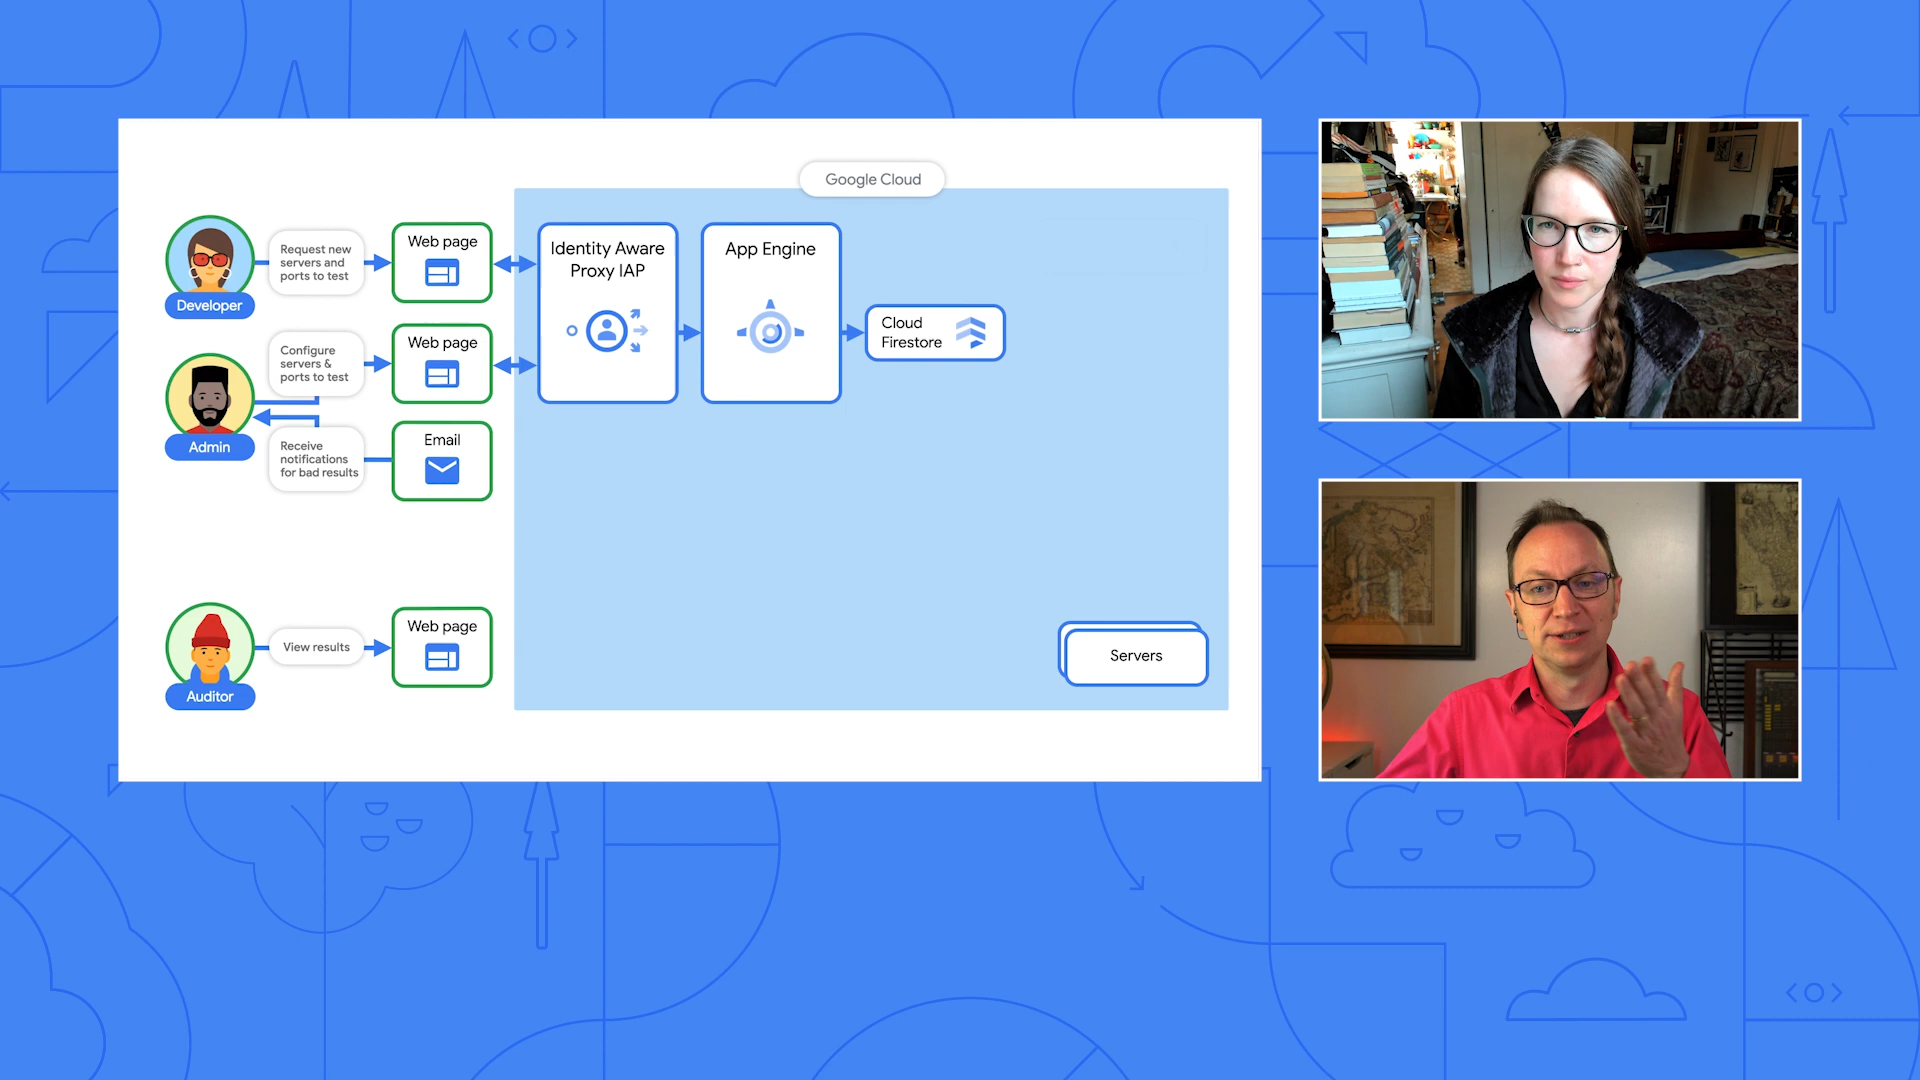 Google Cloud
Developer
Request new
servers and
ports to test
Web page
Identity Aware
Proxy IAP
App Engine
Cloud
Firestore
Admin
Configure
servers &
ports to test
Web page
Receive
notifications
for bad results
Email
Auditor
View results
Web page
Servers